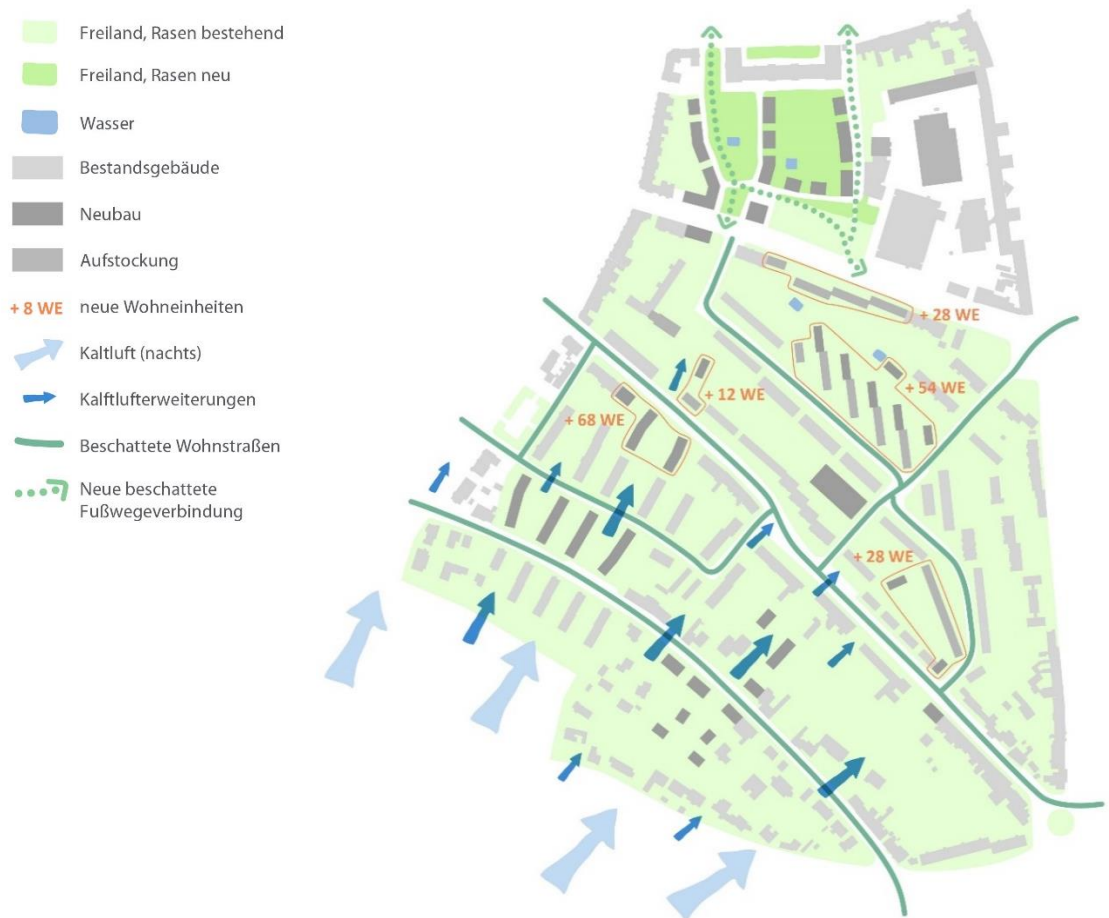 Freiland, Rasen bestehend
Freiland, Rasen neu
Wasser
Bestandsgebäude
Neubau
Aufstockung
+ 8 WE neue Wohneinheiten
Kaltluft (nachts)
Kalftlufterweiterungen
Beschattete Wohnstraßen
Neue beschattete
Fußwegeverbindung
+ 28 WE
+ 54 WE
+ 12 WE
+ 68 WE
+ 28 WE